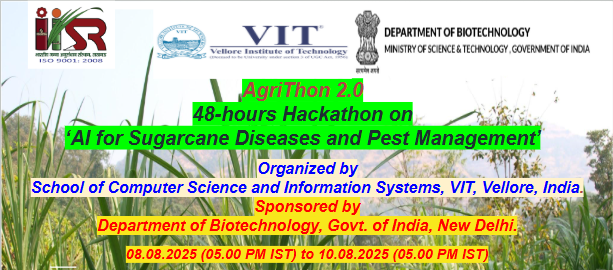 IISR
ISO 9001: 2008
VIT
Vellore Institute of Technology
(Deemed to be University under section 3 of UGC Act, 1956)
DEPARTMENT OF BIOTECHNOLOGY
MINISTRY OF SCIENCE & TECHNOLOGY, GOVERNMENT OF INDIA
AgriThon 2.0
48-hours Hackathon on
‘AI for Sugarcane Diseases and Pest Management’
Organized by
School of Computer Science and Information Systems, VIT, Vellore, India.
Sponsored by
Department of Biotechnology, Govt. of India, New Delhi.
08.08.2025 (05.00 PM IST) to 10.08.2025 (05.00 PM IST)